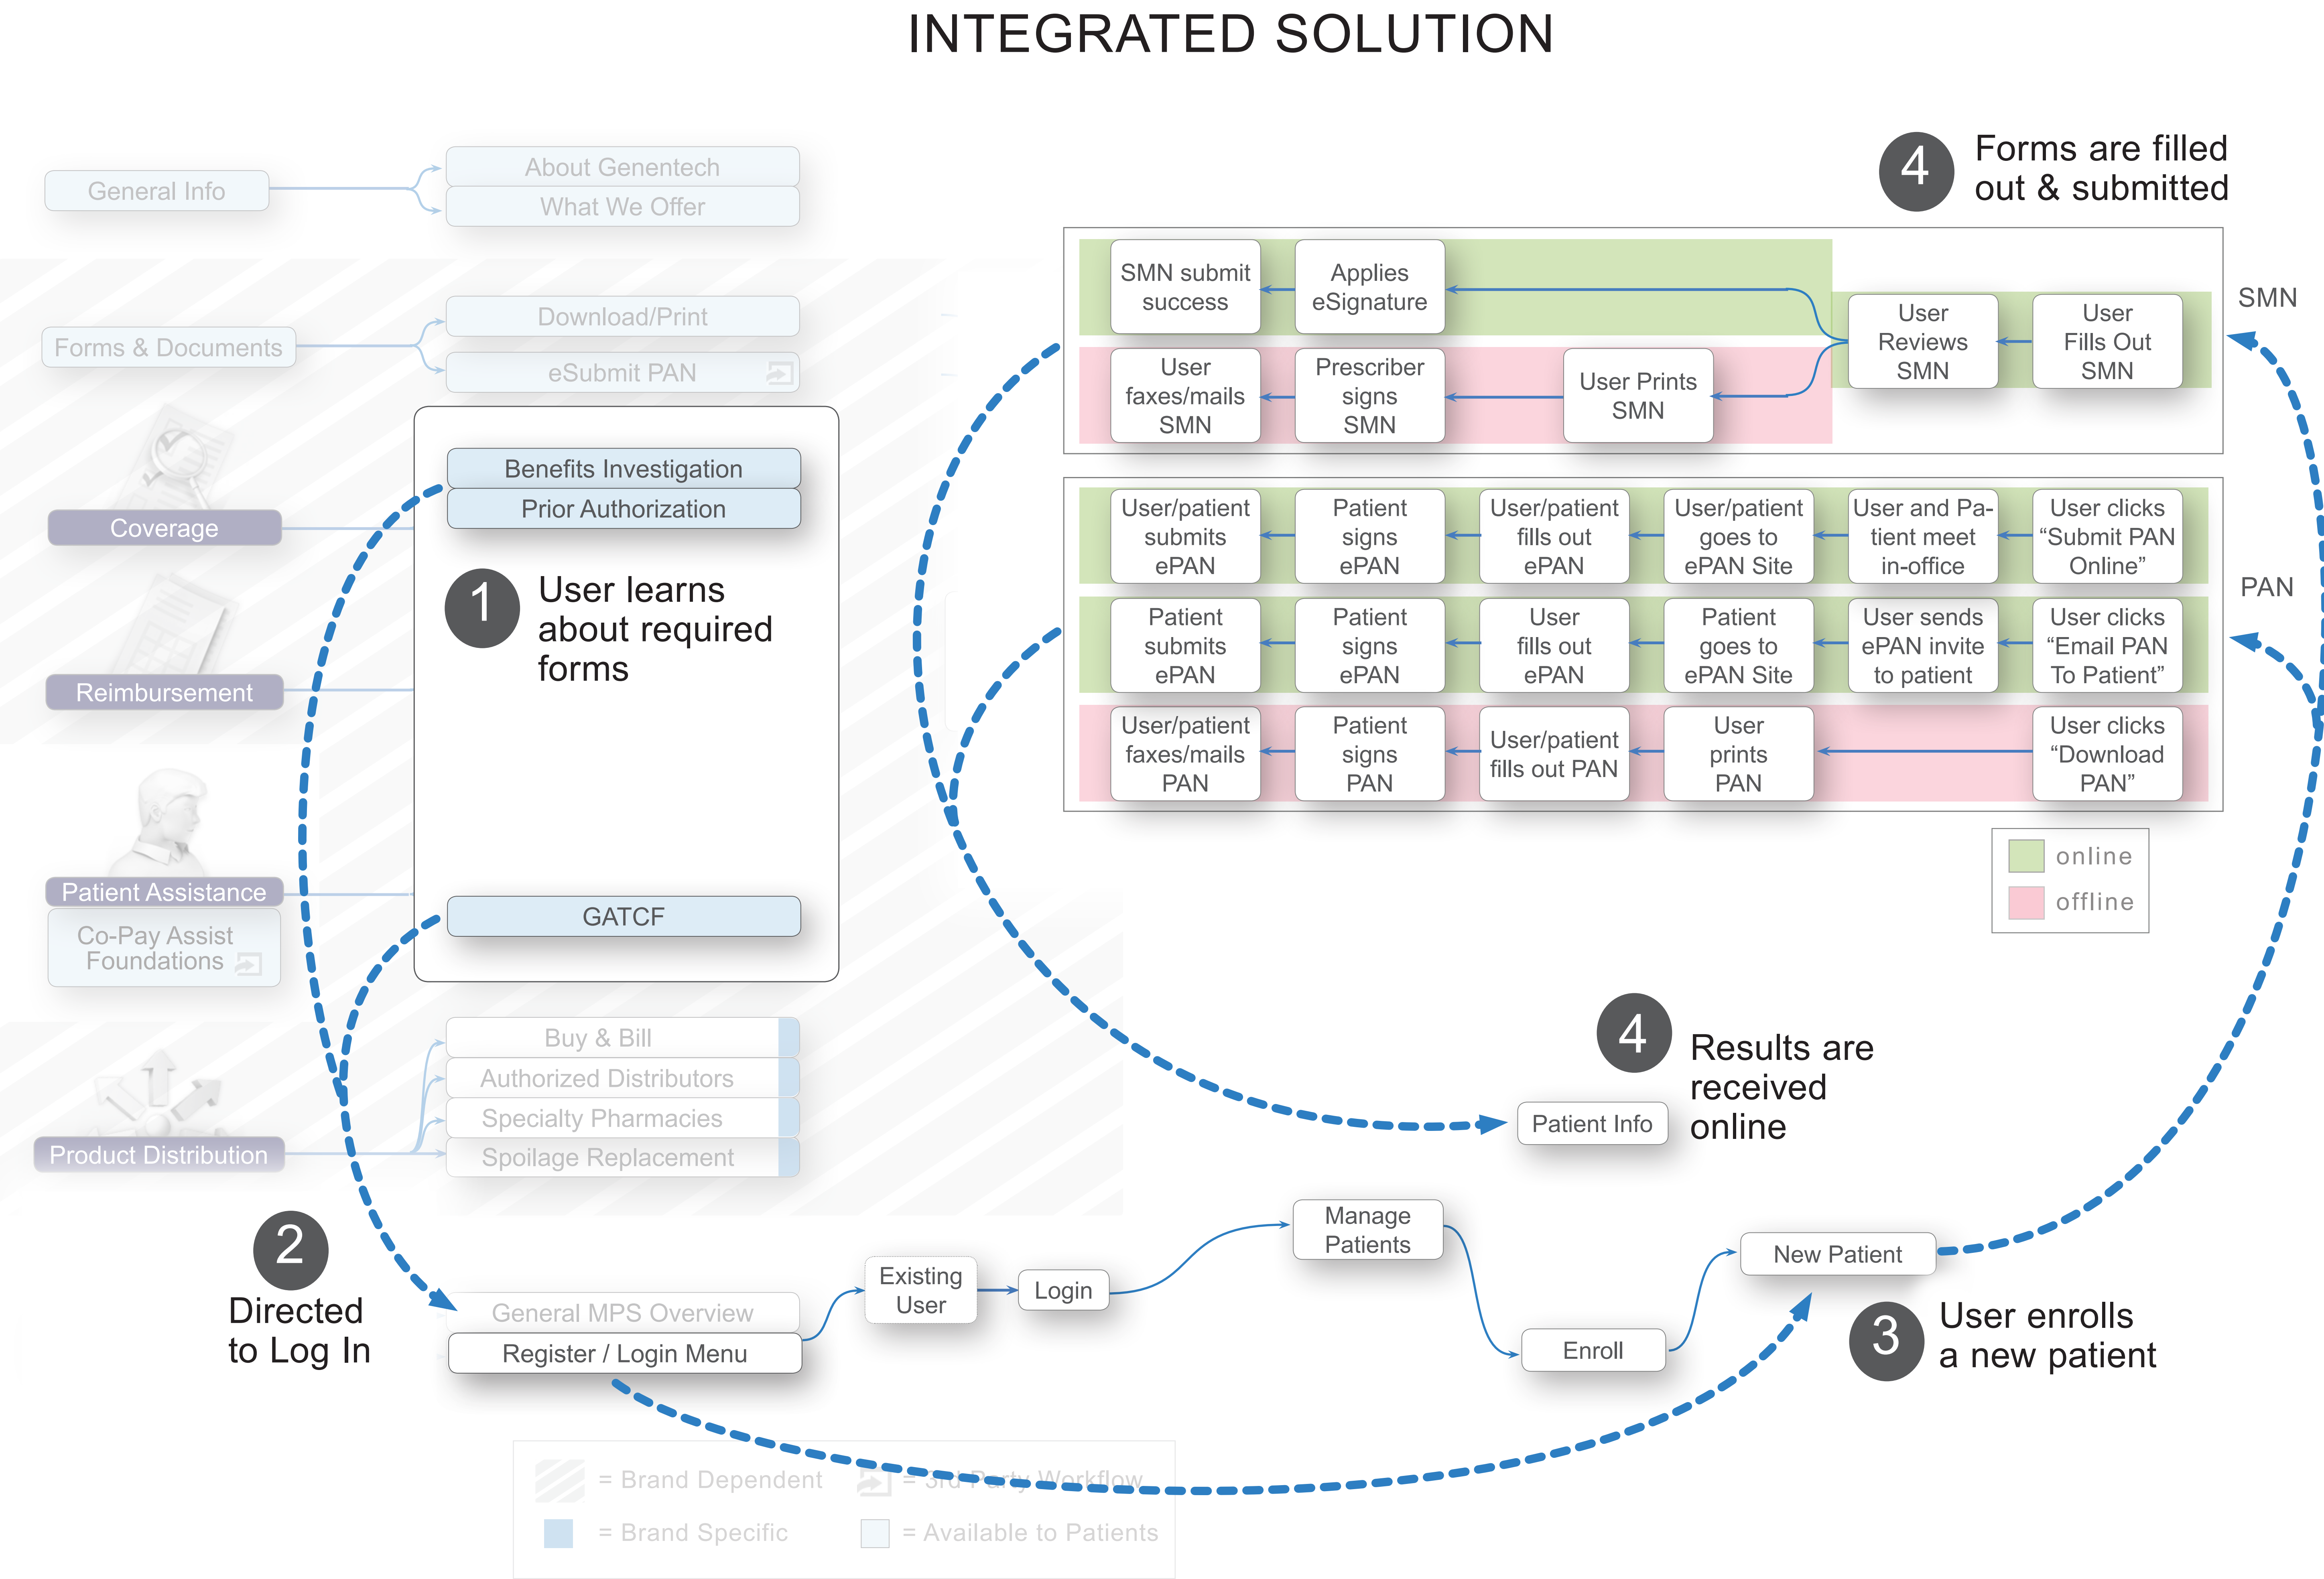 INTEGRATED SOLUTION
General Info
About Genentech
What We Offer
Forms & Documents
Download/Print
eSubmit PAN
Coverage
Reimbursement
Patient Assistance
Co-Pay Assist
Foundations
Product Distribution
Benefits Investigation
Prior Authorization
1
User learns
about required
forms
GATCF
Buy & Bill
Authorized Distributors
Specialty Pharmacies
Spoilage Replacement
2
Directed
to Log In
General MPS Overview
Register / Login Menu
Existing
User
Login
Manage
Patients
Enroll
New Patient
3
User enrolls
a new patient
4
Forms are filled
out & submitted
SMN
SMN submit
success
Applies
eSignature
User
Reviews
SMN
User
Fills Out
SMN
User
faxes/mails
SMN
Prescriber
signs
SMN
User Prints
SMN
PAN
User/patient
submits
ePAN
Patient
signs
ePAN
User/patient
fills out
ePAN
User/patient
goes to
ePAN Site
User and Pa-
tient meet
in-office
User clicks
“Submit PAN
Online”
Patient
submits
ePAN
Patient
signs
ePAN
User
fills out
ePAN
Patient
goes to
ePAN Site
User sends
ePAN invite
to patient
User clicks
“Email PAN
To Patient”
User/patient
faxes/mails
PAN
Patient
signs
PAN
User/patient
fills out PAN
User
prints
PAN
User clicks
“Download
PAN”
online
offline
4
Results are
received
online
Patient Info
= Brand Dependent
= 3rd Party Workflow
= Brand Specific
= Available to Patients